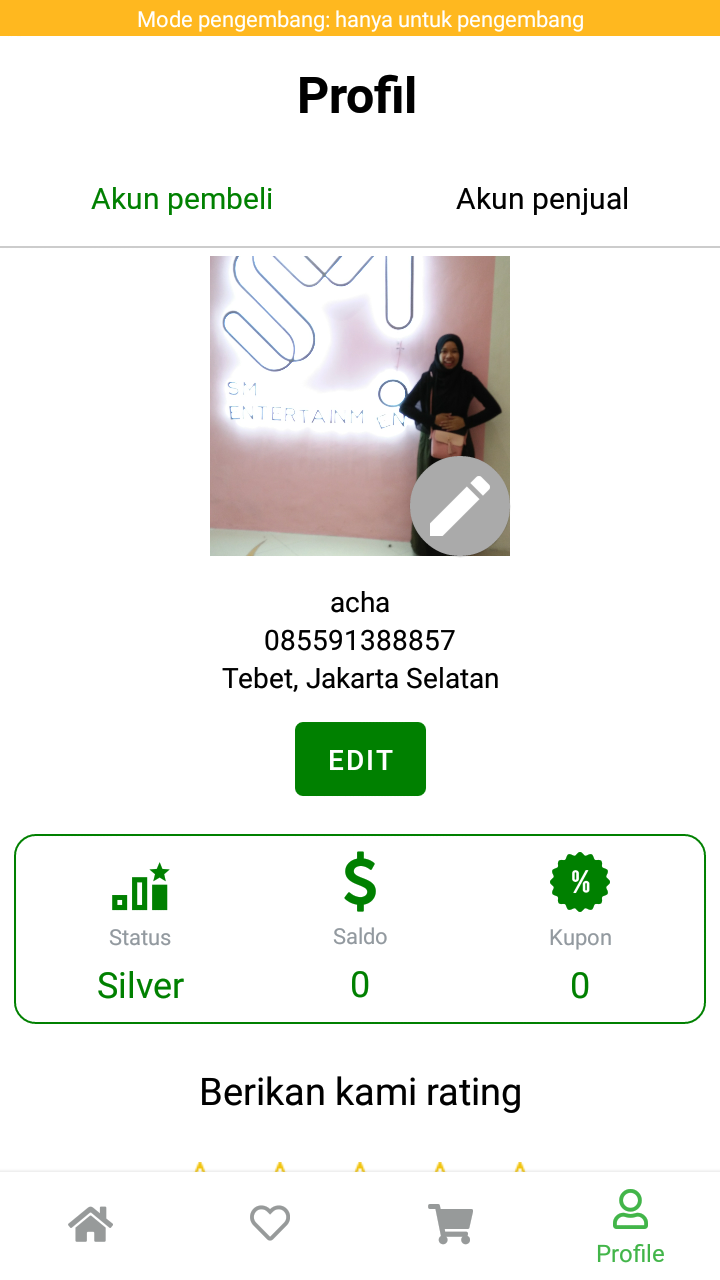 Mode pengembang: hanya untuk pengembang
Profil
Akun pembeli
Akun penjual
SM
ENTERTAINMEN
acha
085591388857
Tebet, Jakarta Selatan
EDIT
Status
Saldo
%
Kupon
Silver
0
0
Berikan kami rating
Profile